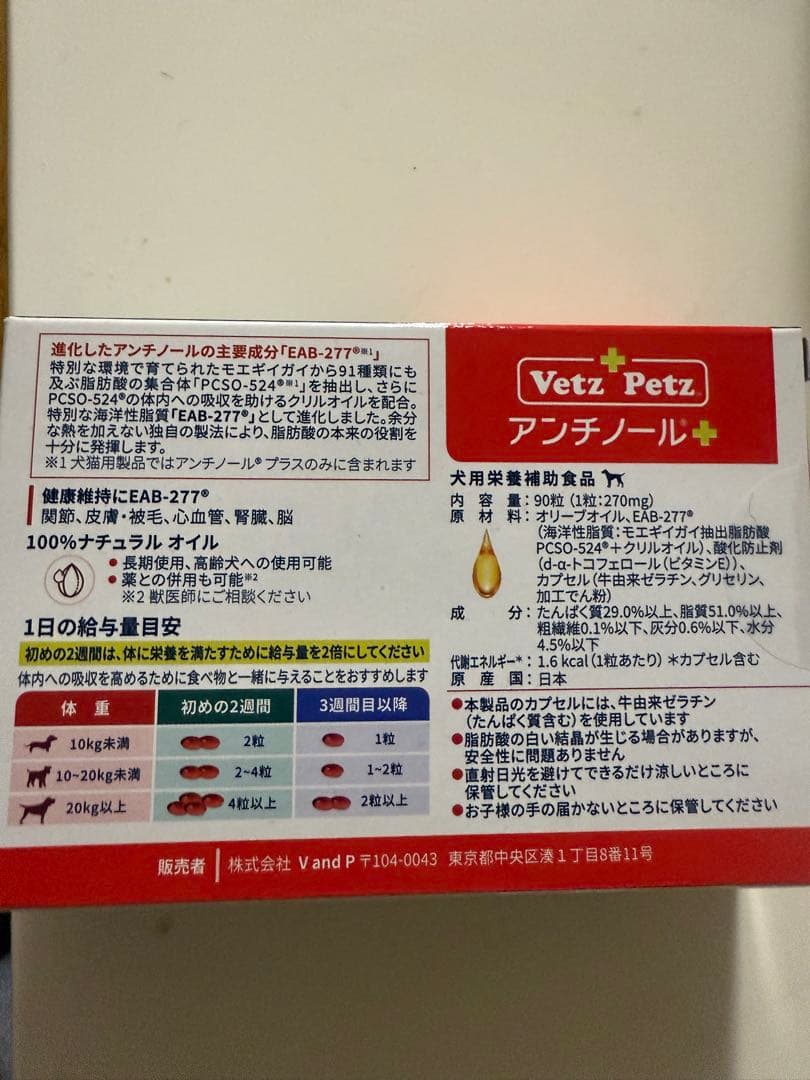 進化したアンチノールの主要成分「EAB-277®※1」
特別な環境で育てられたモエギイガイから91種類にも
及ぶ脂肪酸の集合体「PCSO-524®※1」を抽出し、さらに
PCSO-524®の体内への吸収を助けるクリルオイルを配合。
特別な海洋性脂質「EAB-277®」として進化しました。余分
な熱を加えない独自の製法により、脂肪酸の本来の役割を
十分に発揮します。
※1 犬猫用製品ではアンチノール® プラスのみに含まれます
健康維持にEAB-277®
関節、皮膚・被毛、心血管、腎臓、脳
100%ナチュラル オイル
● 長期使用、高齢犬への使用可能
● 薬との併用も可能※2
※2 獣医師にご相談ください
1日の給与量目安
初めの2週間は、体に栄養を満たすために給与量を2倍にしてください
体内への吸収を高めるために食べ物と一緒に与えることをおすすめします
体 重 初めの2週間 3週間目以降
10kg未満 2粒 1粒
10~20kg未満 2~4粒 1~2粒
20kg以上 4粒以上 2粒以上
Vetz Petz®
アンチノール®+
犬用栄養補助食品
内 容 量:90粒(1粒:270mg)
原 材 料:オリーブオイル、EAB-277®
(海洋性脂質:モエギイガイ抽出脂肪酸
PCSO-524®+クリルオイル)、酸化防止剤
(d-α-トコフェロール(ビタミンE))、
カプセル(牛由来ゼラチン、グリセリン、
加工でん粉)
成 分:たんぱく質29.0%以上、脂質51.0%以上、
粗繊維0.1%以下、灰分0.6%以下、水分
4.5%以下
代謝エネルギー*:1.6 kcal(1粒あたり) *カプセル含む
原 産 国:日本
●本製品のカプセルには、牛由来ゼラチン
(たんぱく質含む)を使用しています
●脂肪酸の白い結晶が生じる場合がありますが、
安全性に問題ありません
●直射日光を避けてできるだけ涼しいところに
保管してください
●お子様の手の届かないところに保管してください
販売者 株式会社 V and P 〒104-0043 東京都中央区湊1丁目8番11号